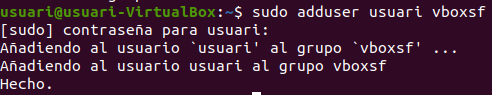 usuari@usuari-VirtualBox:~$ sudo adduser usuari vboxsf
[sudo] contraseña para usuari:
Añadiendo al usuario `usuari' al grupo `vboxsf' ...
Añadiendo al usuario usuari al grupo vboxsf
Hecho.